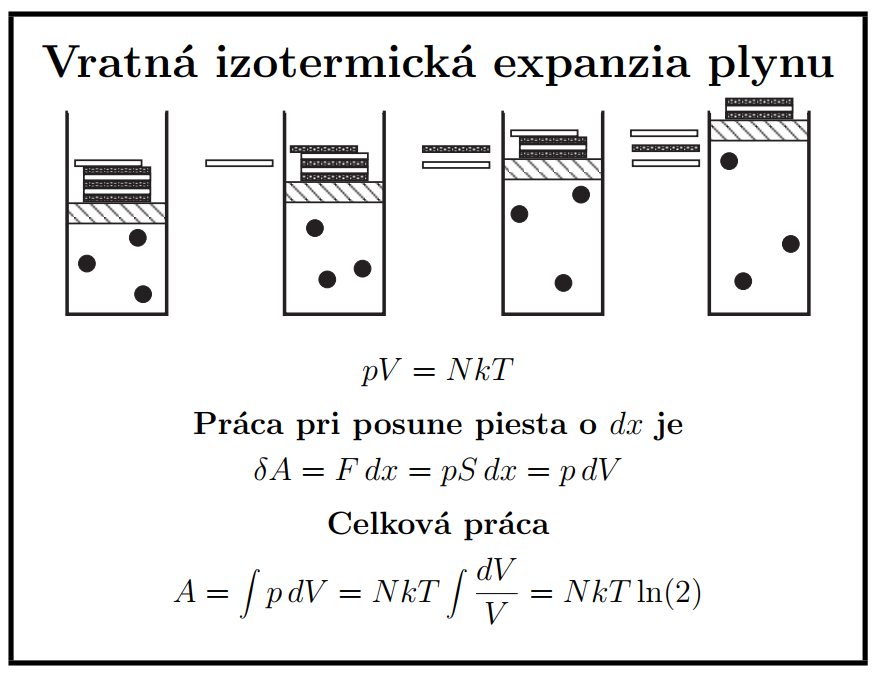 Vratná izotermická expanzia plynu
pV = NkT
Práca pri posune piesta o dx je
δA = F dx = pS dx = p dV
Celková práca
A = ∫ p dV = NkT ∫ dV/V = NkT ln(2)